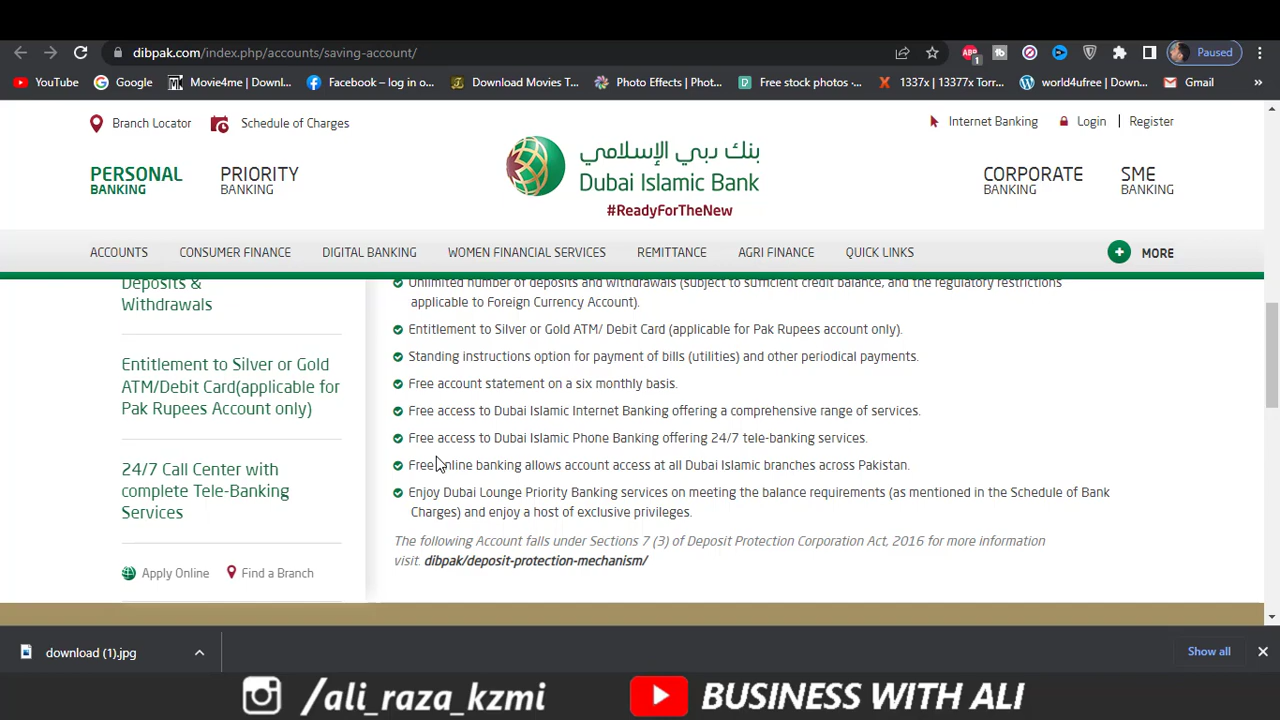 dibpak.com/index.php/accounts/saving-account/
Paused
YouTube
Google
Movie4me | Downl...
Facebook – log in o...
Download Movies T...
Photo Effects | Phot...
Free stock photos ·...
1337x | 13377x Torr...
world4ufree | Down...
Gmail
»
Branch Locator
Schedule of Charges
Internet Banking
Login
Register
PERSONAL
BANKING
PRIORITY
BANKING
بنك دبي الإسلامي
Dubai Islamic Bank
#ReadyForTheNew
CORPORATE
BANKING
SME
BANKING
ACCOUNTS
CONSUMER FINANCE
DIGITAL BANKING
WOMEN FINANCIAL SERVICES
REMITTANCE
AGRI FINANCE
QUICK LINKS
MORE
Deposits &
Withdrawals
Entitlement to Silver or Gold
ATM/Debit Card(applicable for
Pak Rupees Account only)
24/7 Call Center with
complete Tele-Banking
Services
Apply Online
Find a Branch
Unlimited number of deposits and withdrawals (subject to sufficient credit balance, and the regulatory restrictions
applicable to Foreign Currency Account).
Entitlement to Silver or Gold ATM/ Debit Card (applicable for Pak Rupees account only).
Standing instructions option for payment of bills (utilities) and other periodical payments.
Free account statement on a six monthly basis.
Free access to Dubai Islamic Internet Banking offering a comprehensive range of services.
Free access to Dubai Islamic Phone Banking offering 24/7 tele-banking services.
Free online banking allows account access at all Dubai Islamic branches across Pakistan.
Enjoy Dubai Lounge Priority Banking services on meeting the balance requirements (as mentioned in the Schedule of Bank
Charges) and enjoy a host of exclusive privileges.
The following Account falls under Sections 7 (3) of Deposit Protection Corporation Act, 2016 for more information
visit. dibpak/deposit-protection-mechanism/
download (1).jpg
Show all
/ali_raza_kzmi
BUSINESS WITH ALI